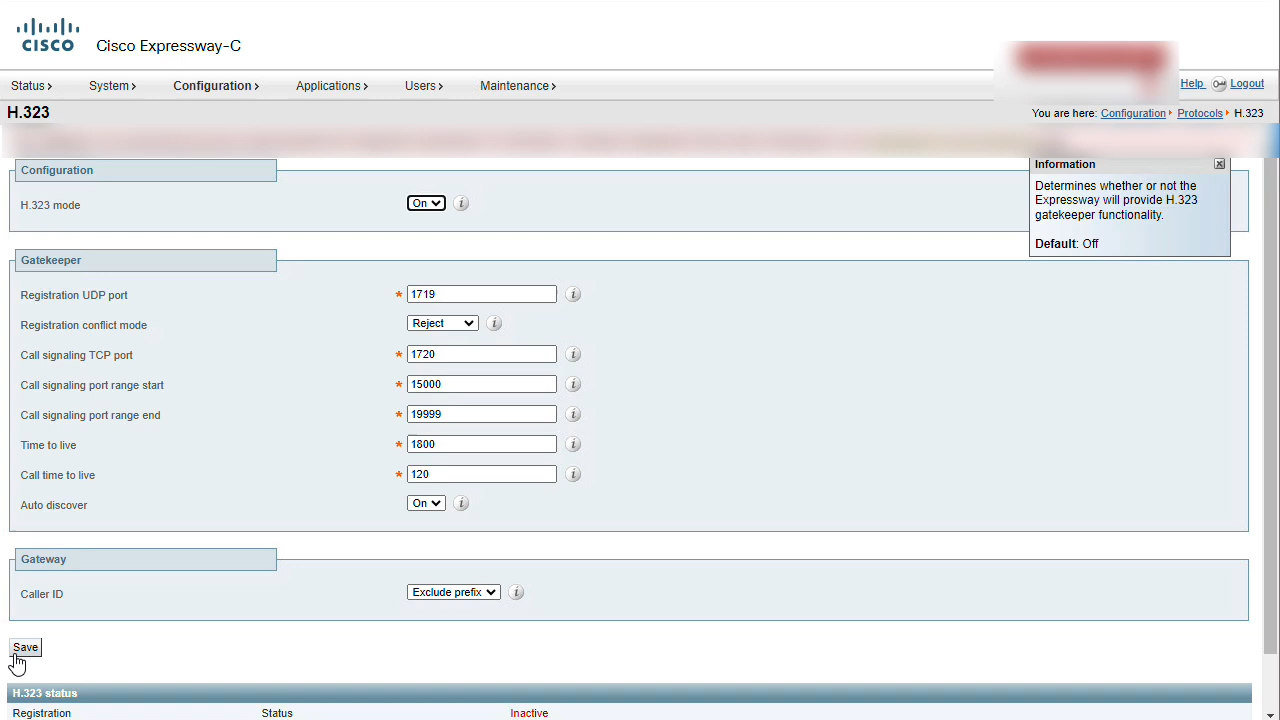 CISCO Cisco Expressway-C
Status System Configuration Applications Users Maintenance Help Logout
H.323 You are here: Configuration Protocols H.323
Configuration
H.323 mode On
Information
Determines whether or not the
Expressway will provide H.323
gatekeeper functionality.
Default: Off
Gatekeeper
Registration UDP port * 1719
Registration conflict mode Reject
Call signaling TCP port * 1720
Call signaling port range start * 15000
Call signaling port range end * 19999
Time to live * 1800
Call time to live * 120
Auto discover On
Gateway
Caller ID Exclude prefix
Save
H.323 status
Registration Status Inactive